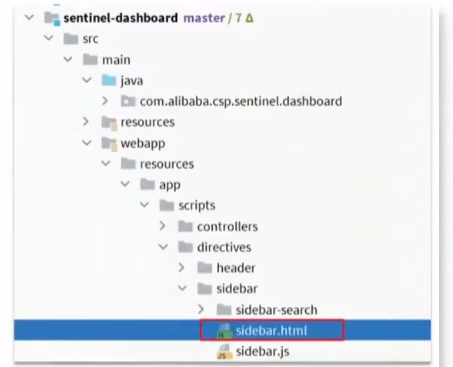 sentinel-dashboard master / 7 Δ
src
main
java
com.alibaba.csp.sentinel.dashboard
resources
webapp
resources
app
scripts
controllers
directives
header
sidebar
sidebar-search
sidebar.html
sidebar.js